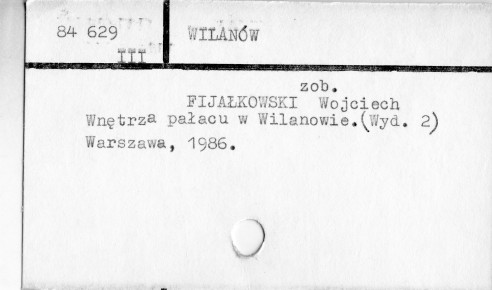 84 629 WILANÓW
III
zob.
FIJAŁKOWSKI Wojciech
Wnętrza pałacu w Wilanowie.(Wyd. 2)
Warszawa, 1986.